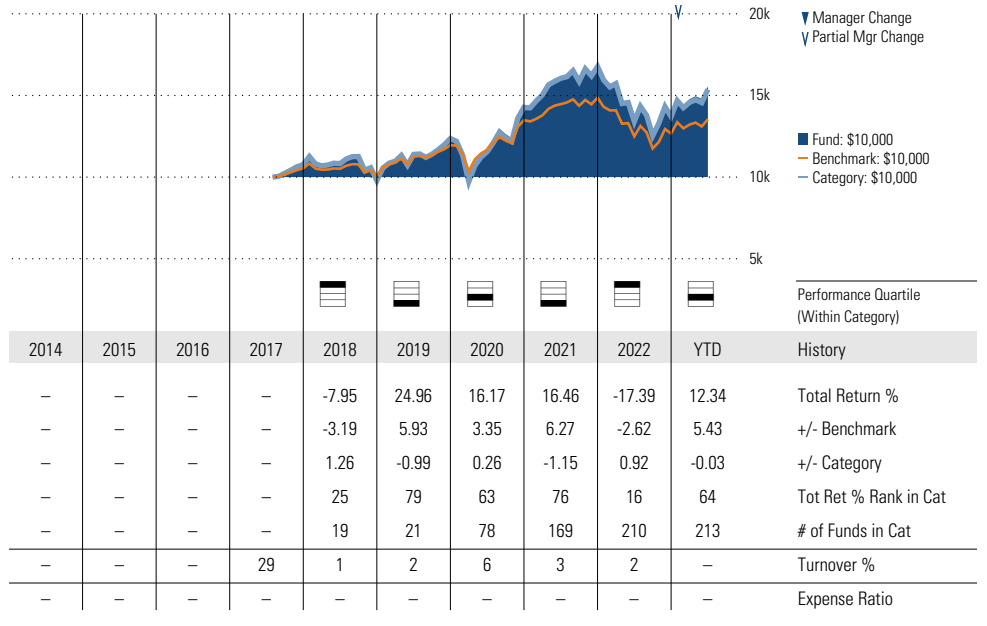 20k
▼ Manager Change
Partial Mgr Change
15k
Fund: $10,000
Benchmark: $10,000
10k
Category: $10,000
5k
Performance Quartile
(Within Category)
2014 2015 2016 2017 2018 2019 2020 2021 2022 YTD History
– – – – -7.95 24.96 16.17 16.46 -17.39 12.34 Total Return %
– – – – -3.19 5.93 3.35 6.27 -2.62 5.43 +/- Benchmark
– – – – 1.26 -0.99 0.26 -1.15 0.92 -0.03 +/- Category
– – – – 25 79 63 76 16 64 Tot Ret % Rank in Cat
– – – – 19 21 78 169 210 213 # of Funds in Cat
– – – 29 1 2 6 3 2 – Turnover %
– – – – – – – – – – Expense Ratio